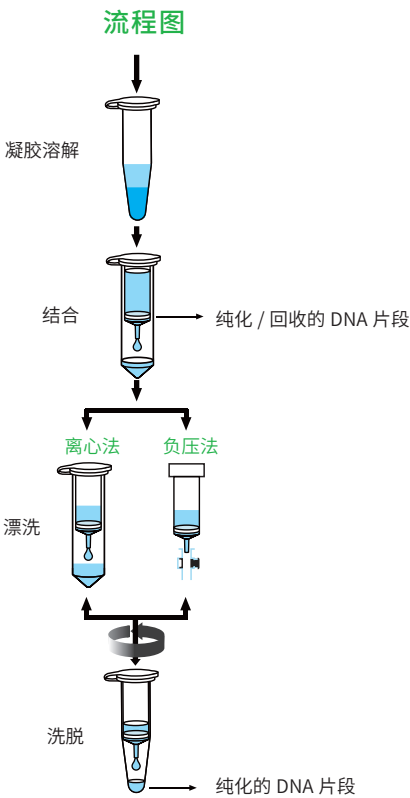 流程图
凝胶溶解
结合
纯化 / 回收的 DNA 片段
离心法
负压法
漂洗
洗脱
纯化的 DNA 片段